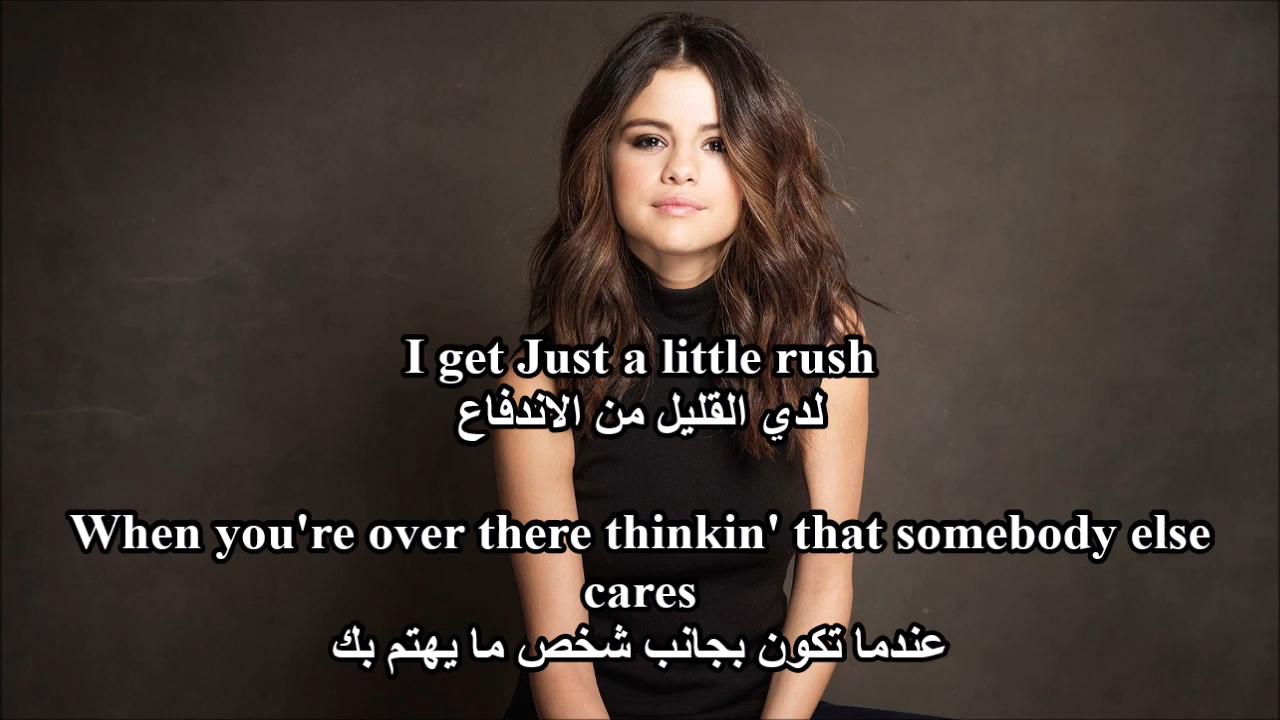 I get Just a little rush
لدي القليل من الاندفاع
When you're over there thinkin' that somebody else
cares
عندما تكون بجانب شخص ما يهتم بك